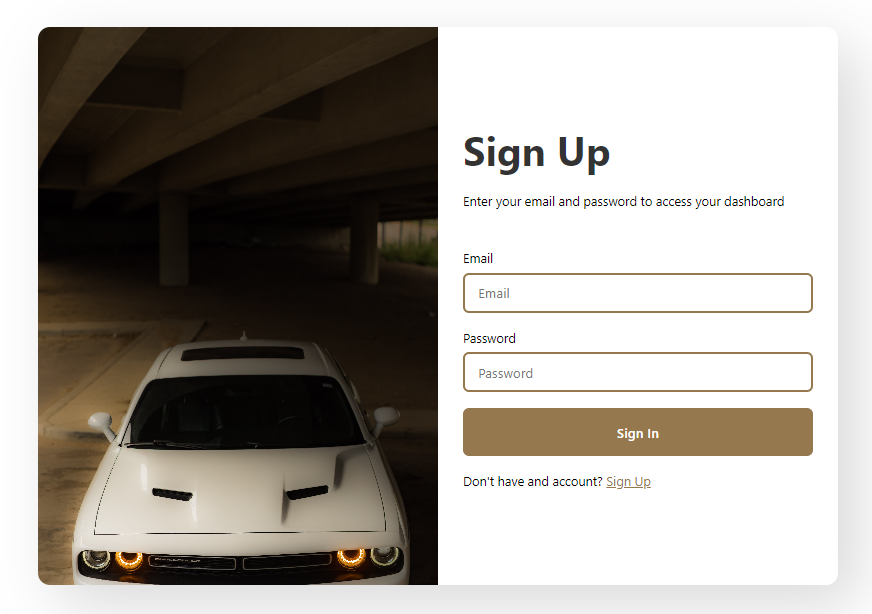 Sign Up
Enter your email and password to access your dashboard
Email
Email
Password
Password
Sign In
Don't have and account? Sign Up